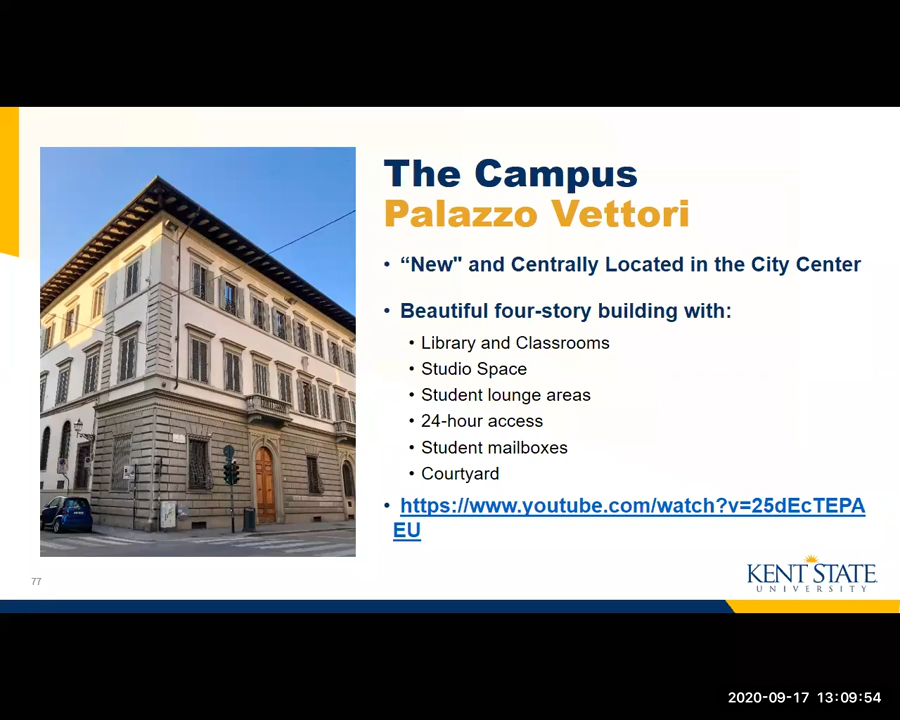 The Campus
Palazzo Vettori
• “New" and Centrally Located in the City Center
• Beautiful four-story building with:
• Library and Classrooms
• Studio Space
• Student lounge areas
• 24-hour access
• Student mailboxes
• Courtyard
• https://www.youtube.com/watch?v=25dEcTEPA
EU
77
KENT STATE
UNIVERSITY
2020-09-17 13:09:54